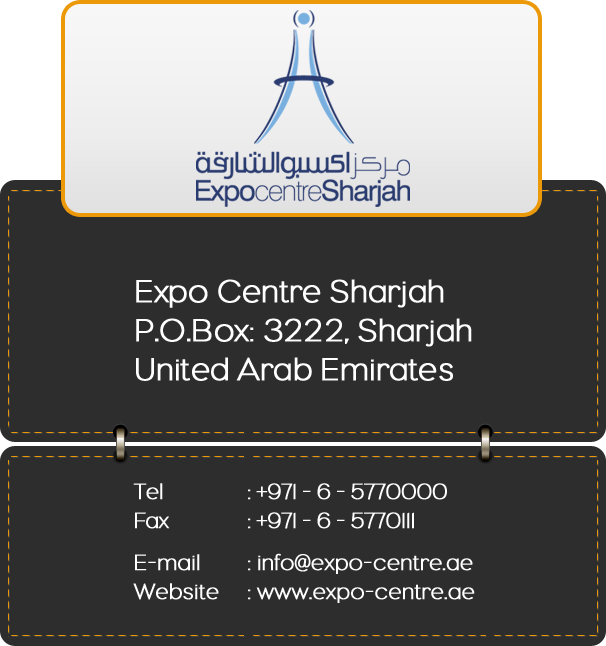 مركز اكسبو الشارقة
ExpocentreSharjah
Expo Centre Sharjah
P.O.Box: 3222, Sharjah
United Arab Emirates
Tel : +971 - 6 - 5770000
Fax : +971 - 6 - 5770111
E-mail : info@expo-centre.ae
Website : www.expo-centre.ae